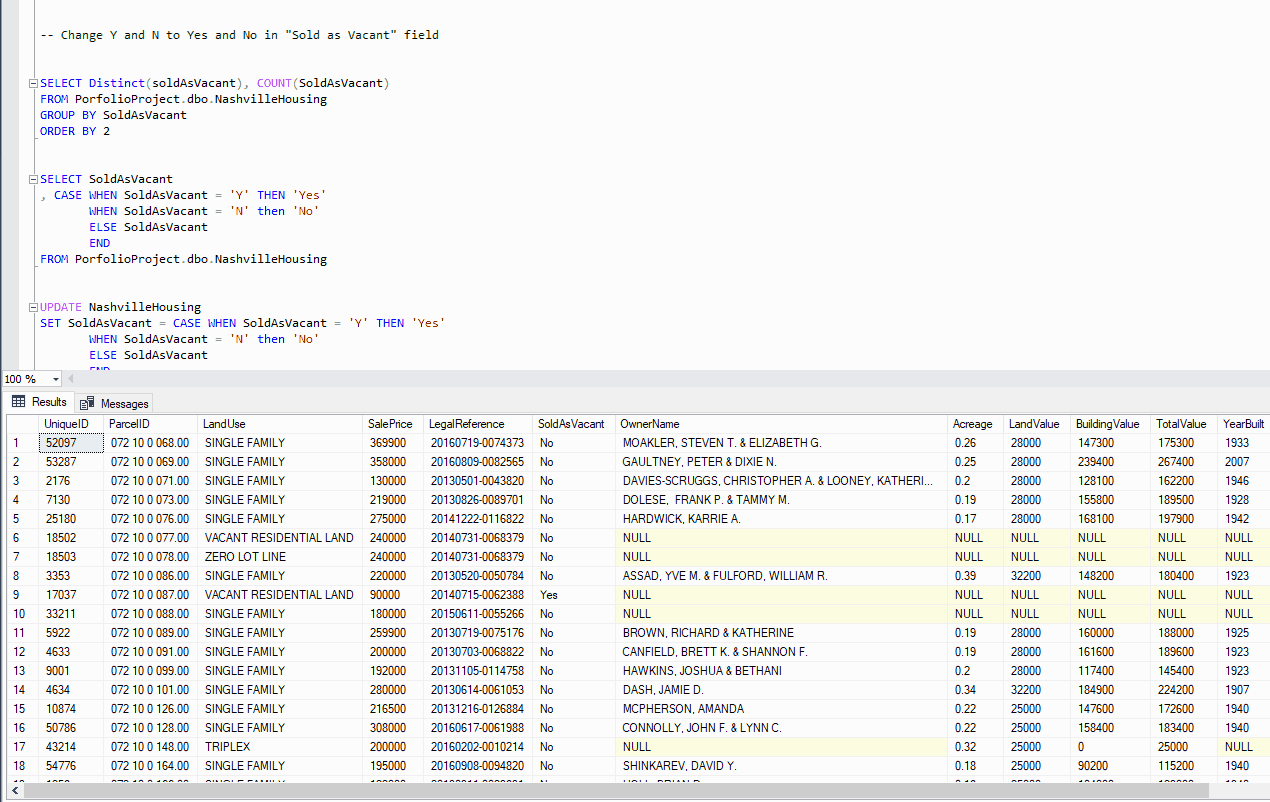 -- Change Y and N to Yes and No in "Sold as Vacant" field
SELECT Distinct(soldAsVacant), COUNT(SoldAsVacant)
FROM PorfolioProject.dbo.NashvilleHousing
GROUP BY SoldAsVacant
ORDER BY 2
SELECT SoldAsVacant
, CASE WHEN SoldAsVacant = 'Y' THEN 'Yes'
WHEN SoldAsVacant = 'N' then 'No'
ELSE SoldAsVacant
END
FROM PorfolioProject.dbo.NashvilleHousing
UPDATE NashvilleHousing
SET SoldAsVacant = CASE WHEN SoldAsVacant = 'Y' THEN 'Yes'
WHEN SoldAsVacant = 'N' then 'No'
ELSE SoldAsVacant
END
100 %
Results Messages
UniqueID ParcelID LandUse SalePrice LegalReference SoldAsVacant OwnerName Acreage LandValue BuildingValue TotalValue YearBuilt
1 52097 072 10 0 068.00 SINGLE FAMILY 369900 20160719-0074373 No MOAKLER, STEVEN T. & ELIZABETH G. 0.26 28000 147300 175300 1933
2 53287 072 10 0 069.00 SINGLE FAMILY 358000 20160809-0082565 No GAULTNEY, PETER & DIXIE N. 0.25 28000 239400 267400 2007
3 2176 072 10 0 071.00 SINGLE FAMILY 130000 20130501-0043820 No DAVIES-SCRUGGS, CHRISTOPHER A. & LOONEY, KATHERI... 0.2 28000 128100 162200 1946
4 7130 072 10 0 073.00 SINGLE FAMILY 219000 20130826-0089701 No DOLESE, FRANK P. & TAMMY M. 0.19 28000 155800 189500 1928
5 25180 072 10 0 076.00 SINGLE FAMILY 275000 20141222-0116822 No HARDWICK, KARRIE A. 0.17 28000 168100 197900 1942
6 18502 072 10 0 077.00 VACANT RESIDENTIAL LAND 240000 20140731-0068379 No NULL NULL NULL NULL NULL NULL
7 18503 072 10 0 078.00 ZERO LOT LINE 240000 20140731-0068379 No NULL NULL NULL NULL NULL NULL
8 3353 072 10 0 086.00 SINGLE FAMILY 220000 20130520-0050784 No ASSAD, YVE M. & FULFORD, WILLIAM R. 0.39 32200 148200 180400 1923
9 17037 072 10 0 087.00 VACANT RESIDENTIAL LAND 90000 20140715-0062388 Yes NULL NULL NULL NULL NULL NULL
10 33211 072 10 0 088.00 SINGLE FAMILY 180000 20150611-0055266 No NULL NULL NULL NULL NULL NULL
11 5922 072 10 0 089.00 SINGLE FAMILY 259900 20130719-0075176 No BROWN, RICHARD & KATHERINE 0.19 28000 160000 188000 1925
12 4633 072 10 0 091.00 SINGLE FAMILY 200000 20130703-0068822 No CANFIELD, BRETT K. & SHANNON F. 0.19 28000 161600 189600 1923
13 9001 072 10 0 099.00 SINGLE FAMILY 192000 20131105-0114758 No HAWKINS, JOSHUA & BETHANI 0.2 28000 117400 145400 1923
14 4634 072 10 0 101.00 SINGLE FAMILY 280000 20130614-0061053 No DASH, JAMIE D. 0.34 32200 184900 224200 1907
15 10874 072 10 0 126.00 SINGLE FAMILY 216500 20131216-0126884 No MCPHERSON, AMANDA 0.22 25000 147600 172600 1940
16 50786 072 10 0 128.00 SINGLE FAMILY 308000 20160617-0061988 No CONNOLLY, JOHN F. & LYNN C. 0.22 25000 158400 183400 1940
17 43214 072 10 0 148.00 TRIPLEX 200000 20160202-0010214 No NULL 0.32 25000 0 25000 NULL
18 54776 072 10 0 164.00 SINGLE FAMILY 195000 20160908-0094820 No SHINKAREV, DAVID Y. 0.18 25000 90200 115200 1940